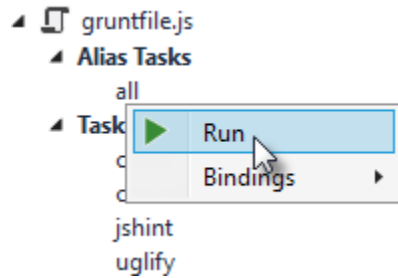 gruntfile.js
Alias Tasks
all
Run
Bindings
jshint
uglify